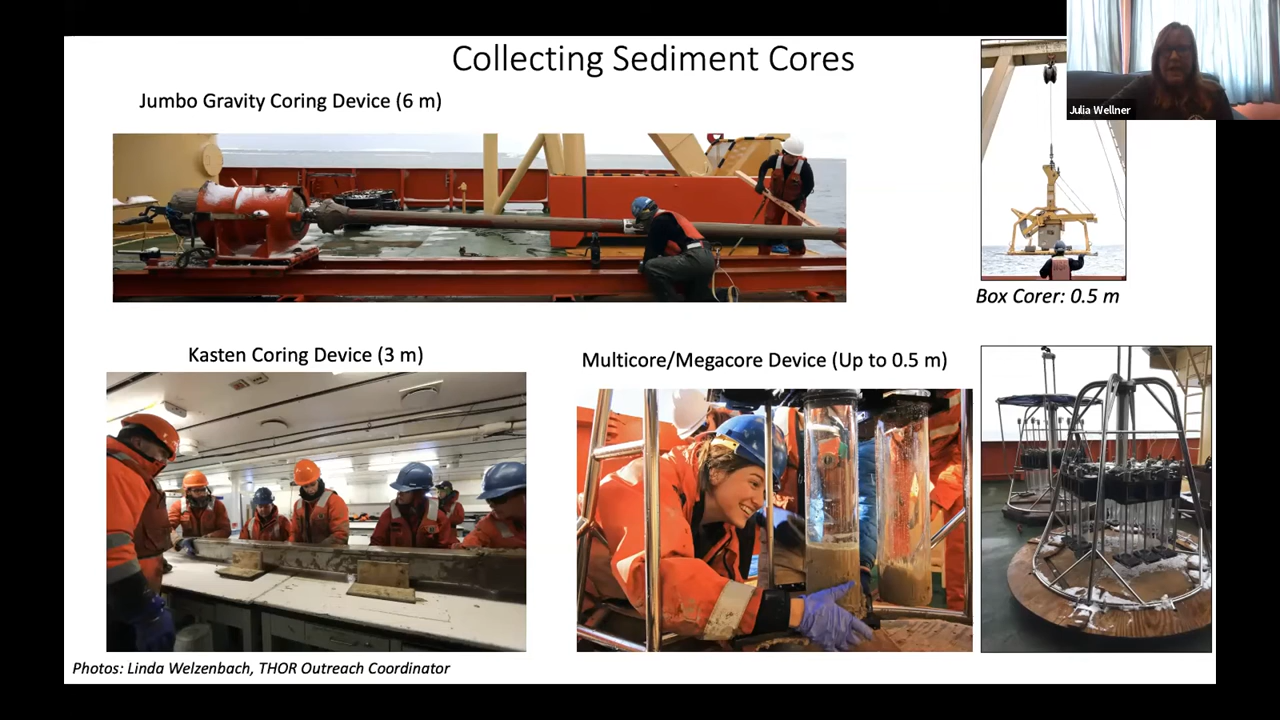 Collecting Sediment Cores
Jumbo Gravity Coring Device (6 m)
Julia Wellner
Box Corer: 0.5 m
Kasten Coring Device (3 m)
Multicore/Megacore Device (Up to 0.5 m)
Photos: Linda Welzenbach, THOR Outreach Coordinator